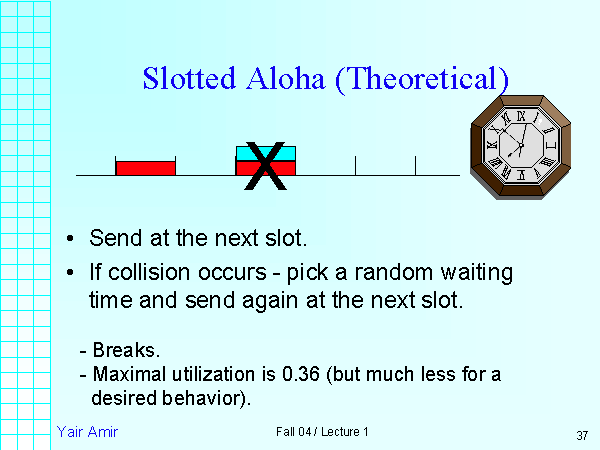 Slotted Aloha (Theoretical)
X
• Send at the next slot.
• If collision occurs - pick a random waiting
time and send again at the next slot.
- Breaks.
- Maximal utilization is 0.36 (but much less for a
desired behavior).
Yair Amir
Fall 04 / Lecture 1
37